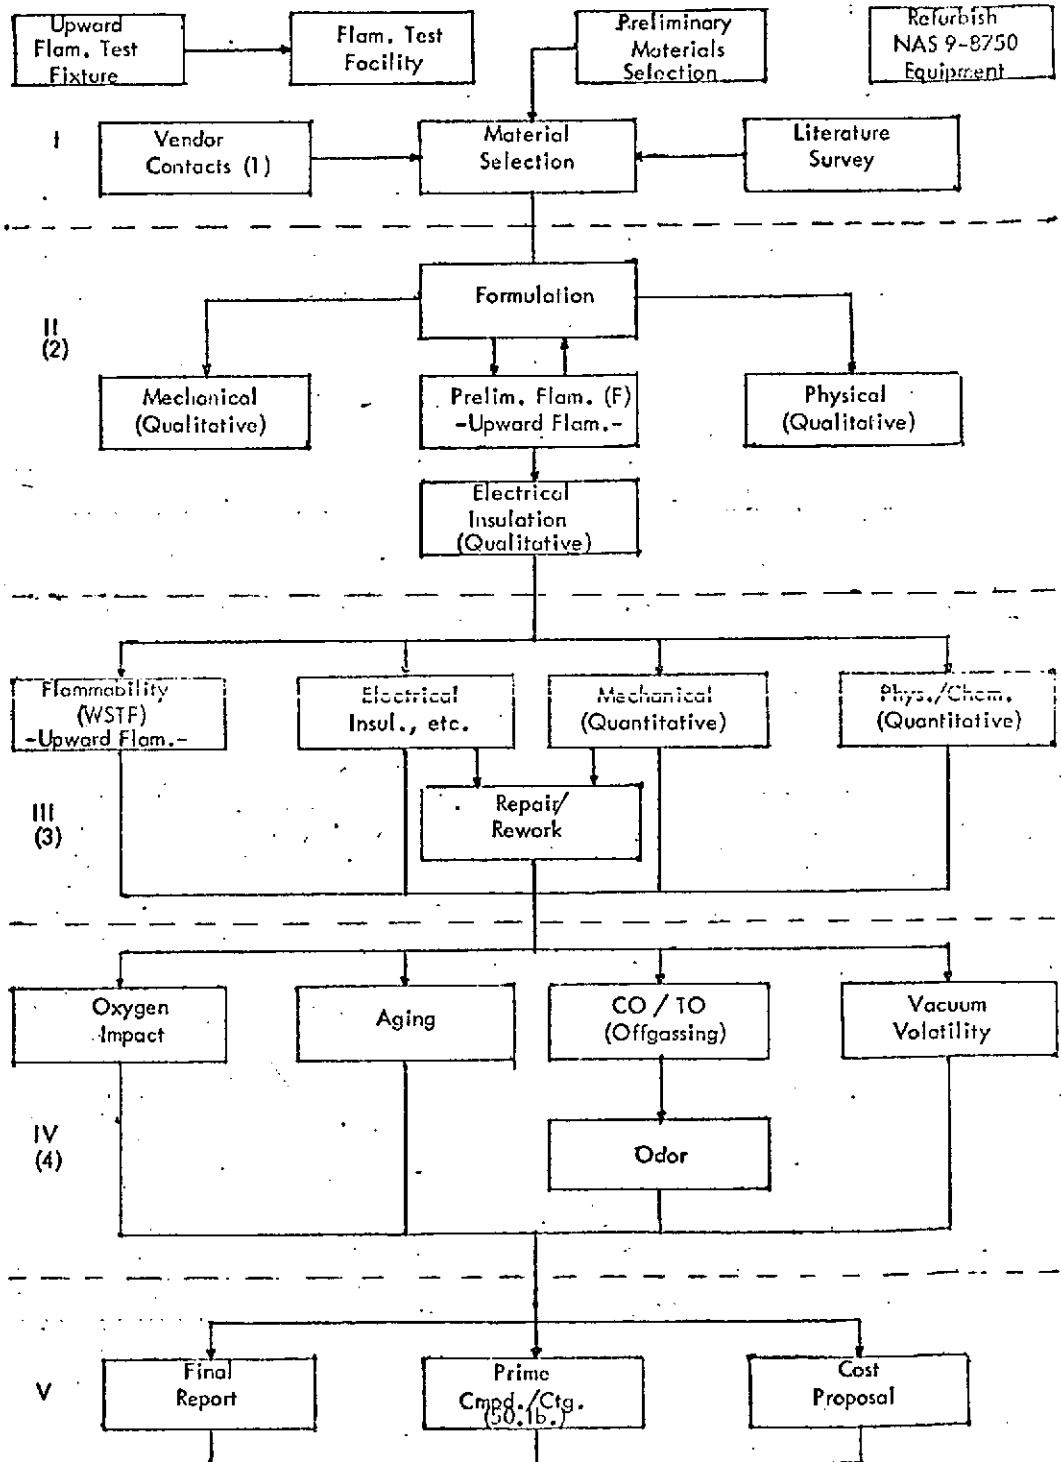 Upward
Flam. Test
Fixture
Flam. Test
Facility
Preliminary
Materials
Selection
Refurbish
NAS 9-8750
Equipment
I
Vendor
Contacts (1)
Material
Selection
Literature
Survey
Formulation
II
(2)
Mechanical
(Qualitative)
Prelim. Flam. (F)
-Upward Flam.-
Physical
(Qualitative)
Electrical
Insulation
(Qualitative)
Flammability
(WSTF)
-Upward Flam.-
Electrical
Insul., etc.
Mechanical
(Quantitative)
Phys./Chem.
(Quantitative)
III
(3)
Repair/
Rework
Oxygen
Impact
Aging
CO / TO
(Offgassing)
Vacuum
Volatility
IV
(4)
Odor
V
Final
Report
Prime
Cmpd./Ctg.
(50.lb.)
Cost
Proposal